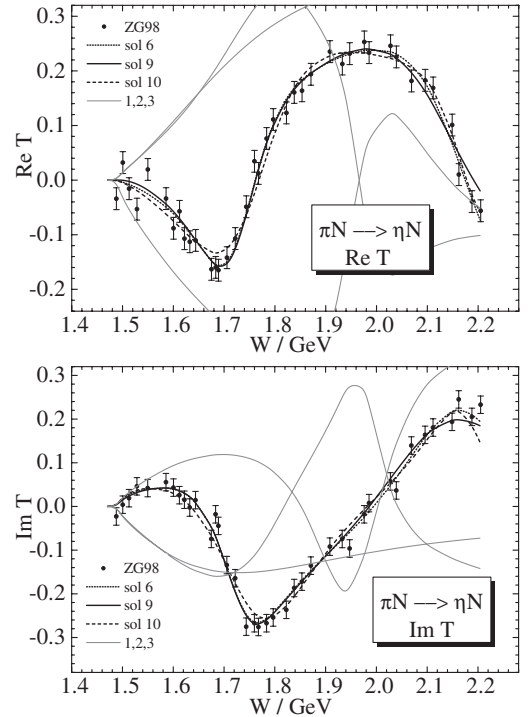 0.3
0.2
0.1
0.0
-0.1
-0.2
Re T
ZG98
sol 6
sol 9
sol 10
1,2,3
πN —–> ηN
Re T
1.4 1.5 1.6 1.7 1.8 1.9 2.0 2.1 2.2
W / GeV
0.3
0.2
0.1
0.0
-0.1
-0.2
-0.3
Im T
ZG98
sol 6
sol 9
sol 10
1,2,3
πN —–> ηN
Im T
1.4 1.5 1.6 1.7 1.8 1.9 2.0 2.1 2.2
W / GeV